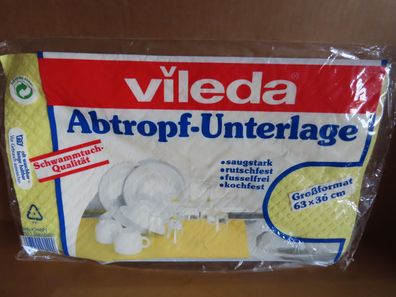 vileda
Abtropf-Unterlage
Schwammtuch-
Qualität
•saugstark
•rutschfest
•fusselfrei
•kochfest
Großformat
63 x 36 cm